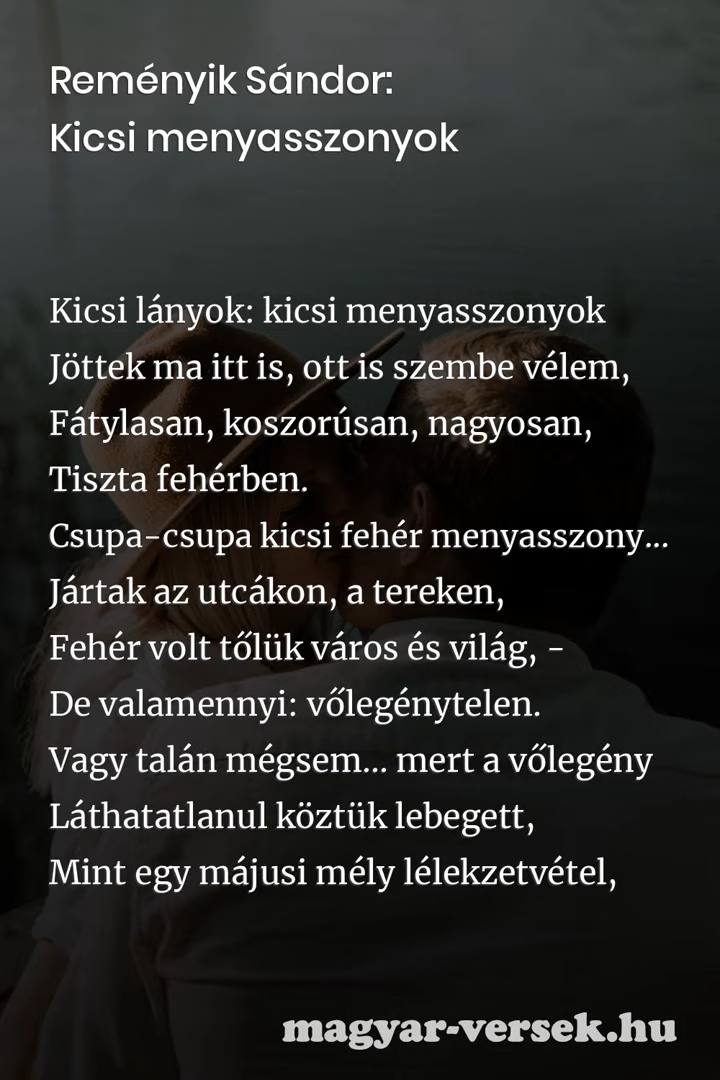 Reményik Sándor:
Kicsi menyasszonyok
Kicsi lányok: kicsi menyasszonyok
Jöttek ma itt is, ott is szembe vélem,
Fátylasan, koszorúsan, nagyosan,
Tiszta fehérben.
Csupa-csupa kicsi fehér menyasszony...
Jártak az utcákon, a tereken,
Fehér volt tőlük város és világ, -
De valamennyi: vőlegénytelen.
Vagy talán mégsem... mert a vőlegény
Láthatatlanul köztük lebegett,
Mint egy májusi mély lélekzetvétel,
magyar-versek.hu